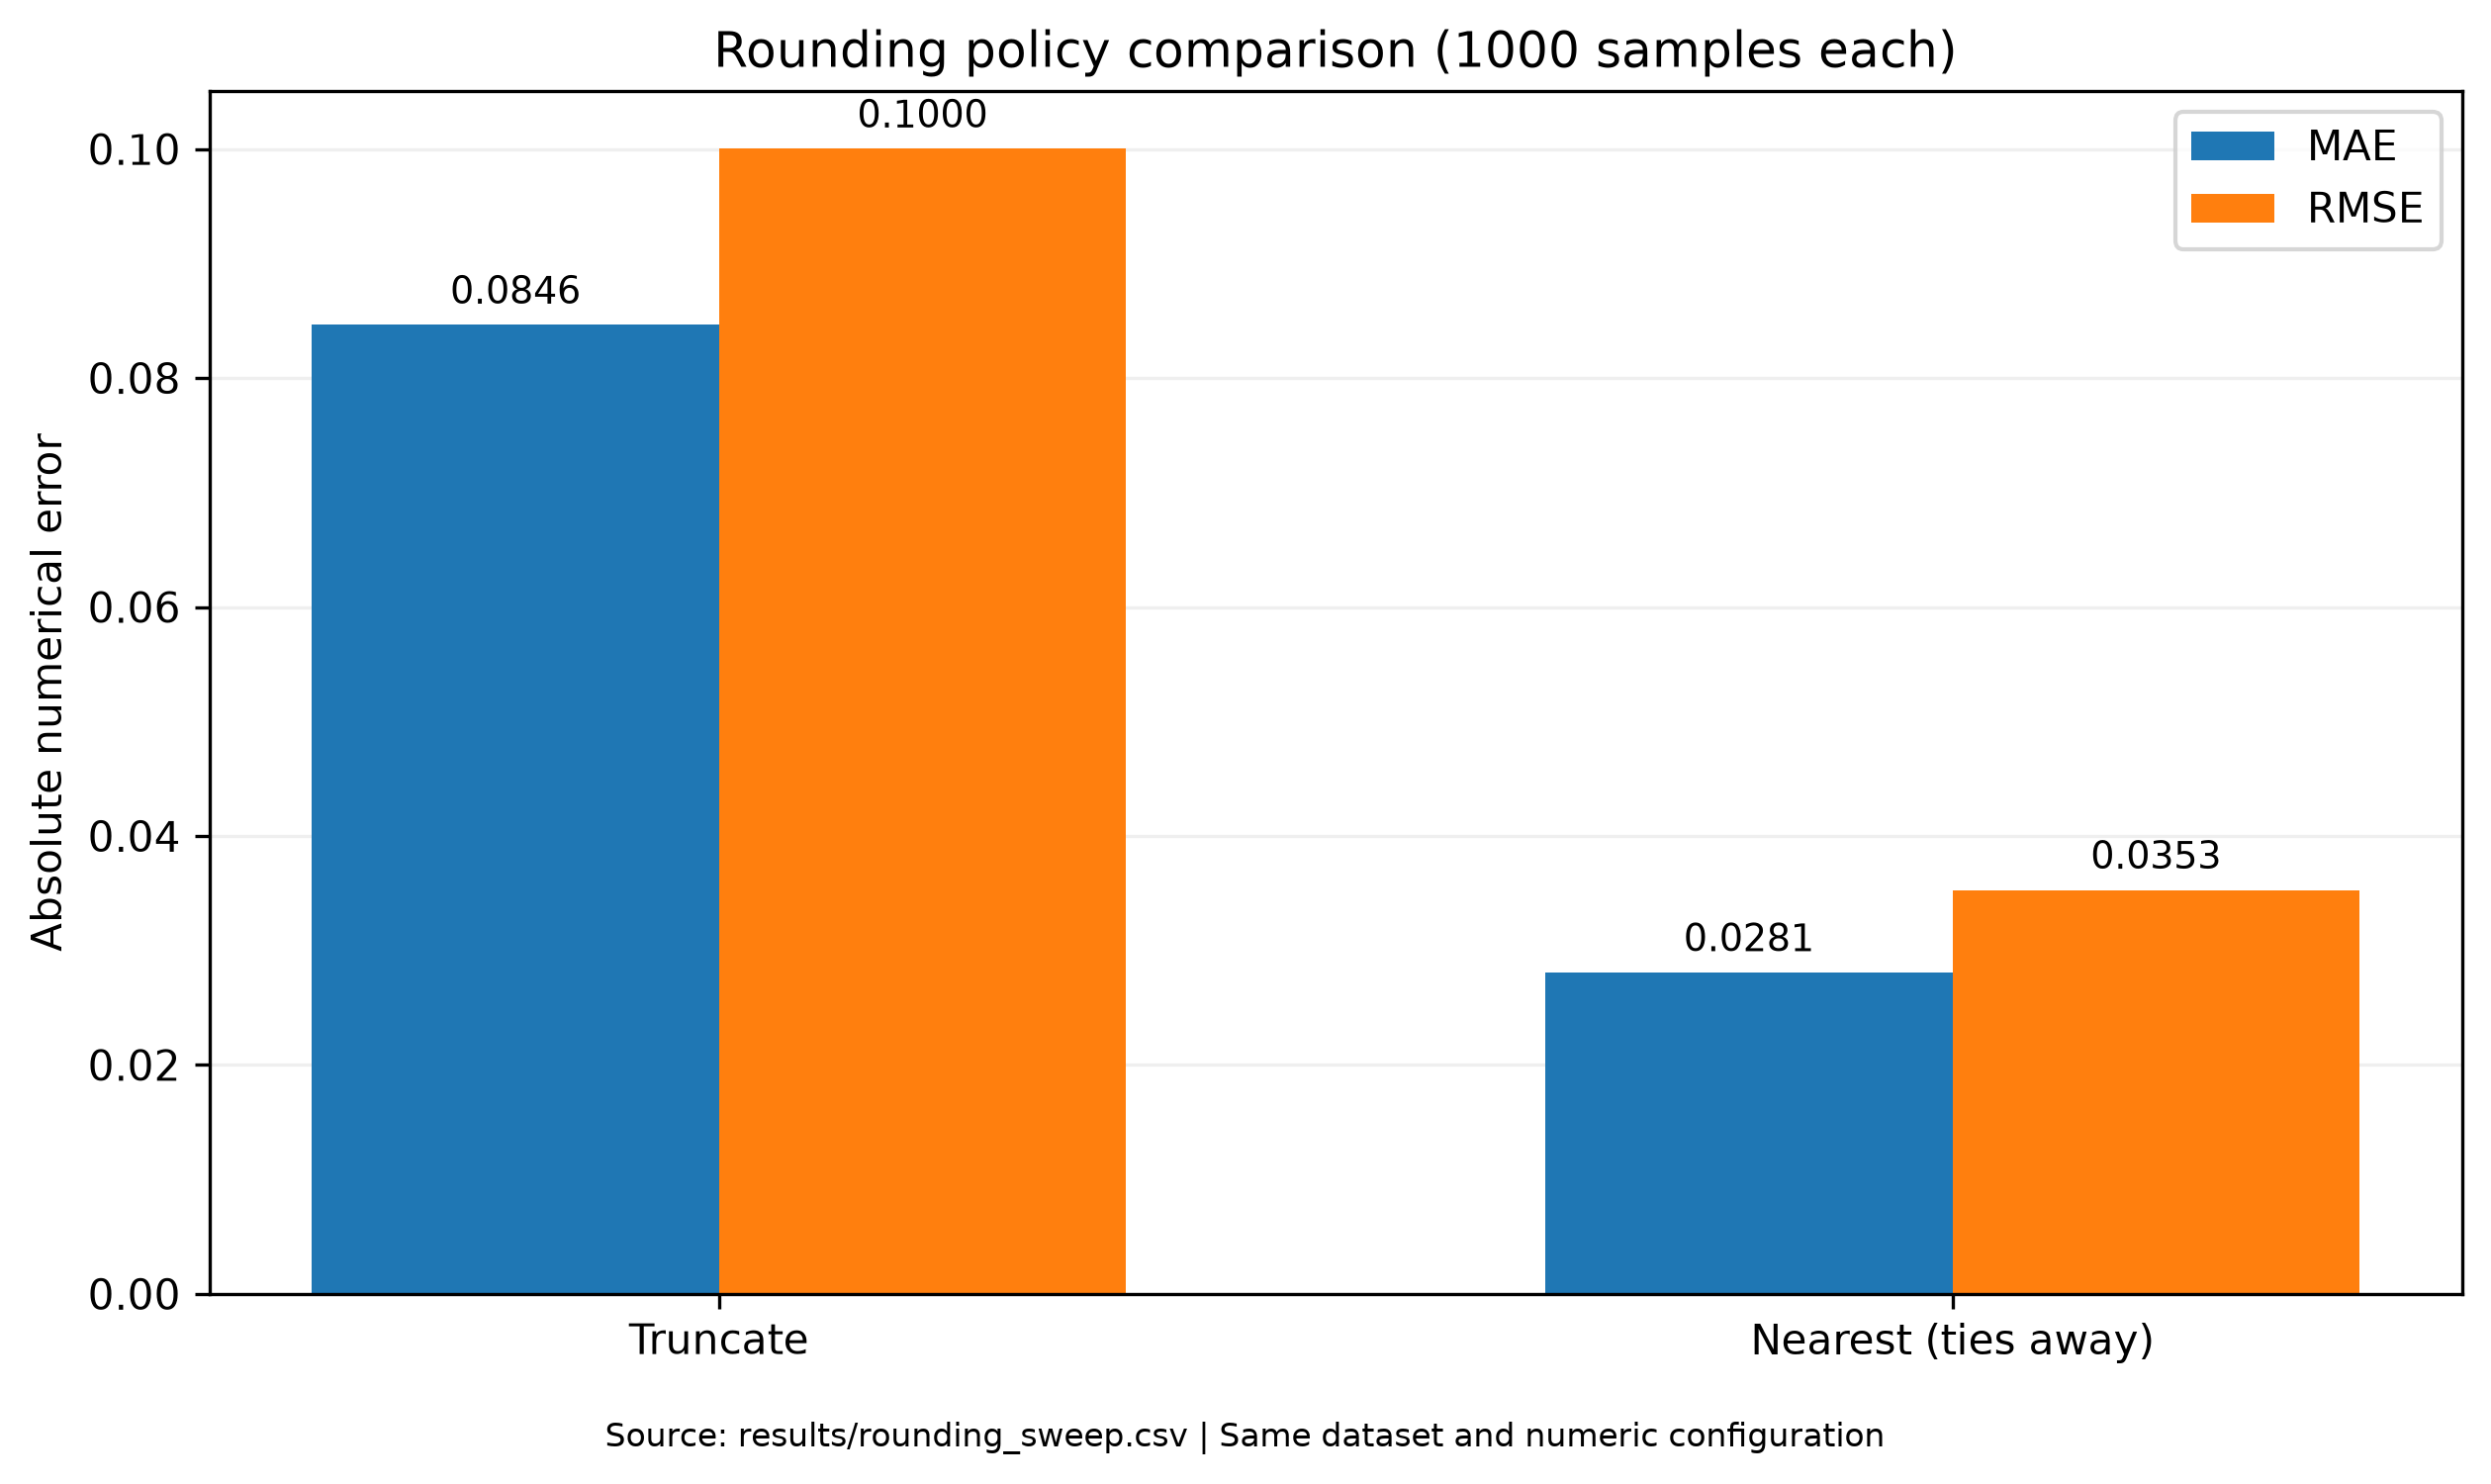 Rounding policy comparison (1000 samples each)
MAE
RMSE
0.1000
0.0846
0.0353
0.0281
Absolute numerical error
0.10
0.08
0.06
0.04
0.02
0.00
Truncate
Nearest (ties away)
Source: results/rounding_sweep.csv | Same dataset and numeric configuration